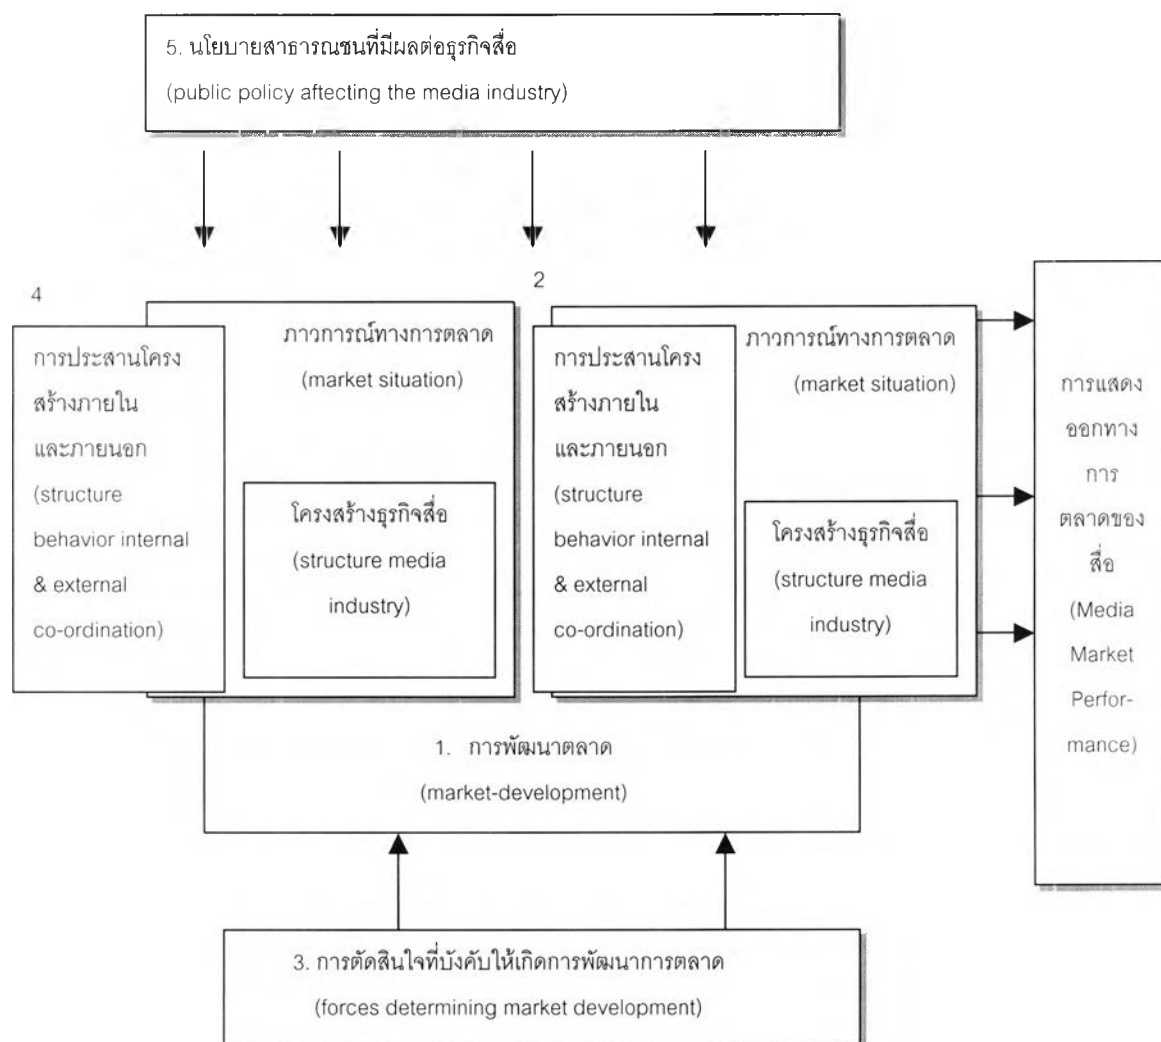 5. นโยบายสาธารณชนที่มีผลต่อธุรกิจสื่อ
(public policy affecting the media industry)
4
ภาวการณ์ทางการตลาด
(market situation)
การประสานโครง
สร้างภายใน
และภายนอก
(structure
behavior internal
& external
co-ordination)
โครงสร้างธุรกิจสื่อ
(structure media
industry)
2
ภาวการณ์ทางการตลาด
(market situation)
การประสานโครง
สร้างภายใน
และภายนอก
(structure
behavior internal
& external
co-ordination)
โครงสร้างธุรกิจสื่อ
(structure media
industry)
การแสดง
ออกทาง
การ
ตลาดของ
สื่อ
(Media
Market
Perfor-
mance)
1. การพัฒนาตลาด
(market-development)
3. การตัดสินใจที่บังคับให้เกิดการพัฒนาการตลาด
(forces determining market development)